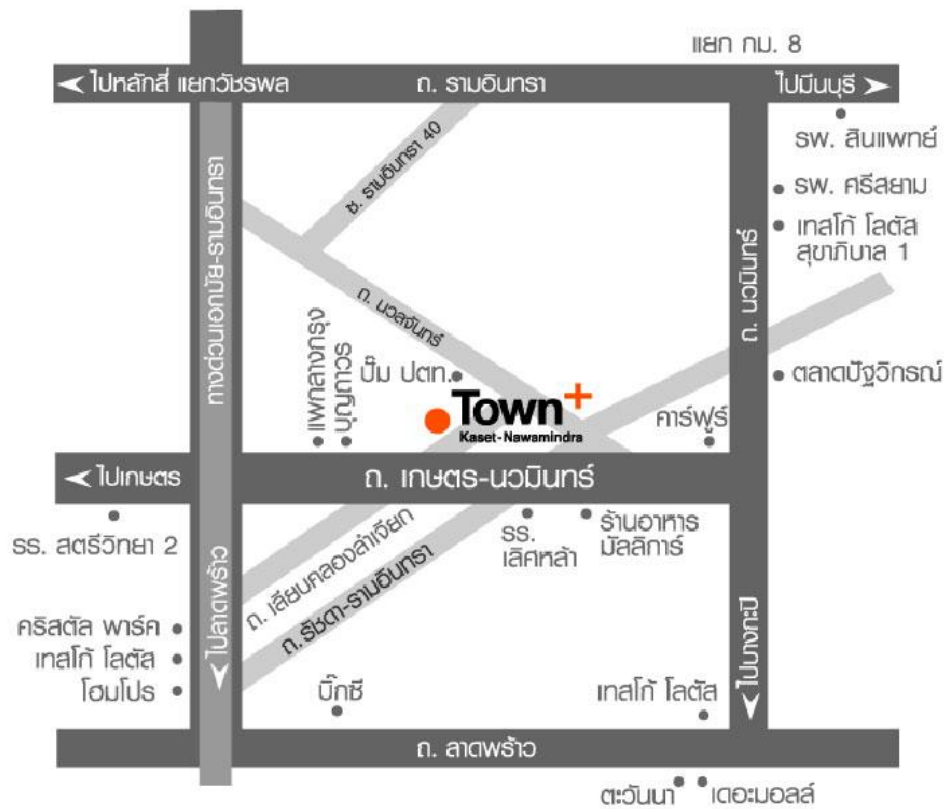 แยก กม. 8
ไปหลักสี่ แยกวัชรพล
ถ. รามอินทรา
ไปมีนบุรี
รพ. สินแพทย์
ซ. รามอินทรา 40
รพ. ศรีสยาม
เทสโก้ โลตัส
สุขาภิบาล 1
ทางด่วนเอกมัย-รามอินทรา
ถ. นวมินทร์
ถ. นวลจันทร์
แพกลางกรุง
บุญถาวร
ปั๊ม ปตท.
Town+
Kaset-Nawamindra
คาร์ฟูร์
ตลาดปัฐวิกรณ์
ไปเกษตร
ถ. เกษตร-นวมินทร์
รร. สตรีวิทยา 2
รร.
เลิศหล้า
ร้านอาหาร
มัลลิการ์
ถ. เลียบคลองลำเจียก
ถ. รัชดา-รามอินทรา
ไปลาดพร้าว
ไปบางกะปิ
คริสตัล พาร์ค
เทสโก้ โลตัส
โฮมโปร
บิ๊กซี
เทสโก้ โลตัส
ถ. ลาดพร้าว
ตะวันนา
เดอะมอลล์